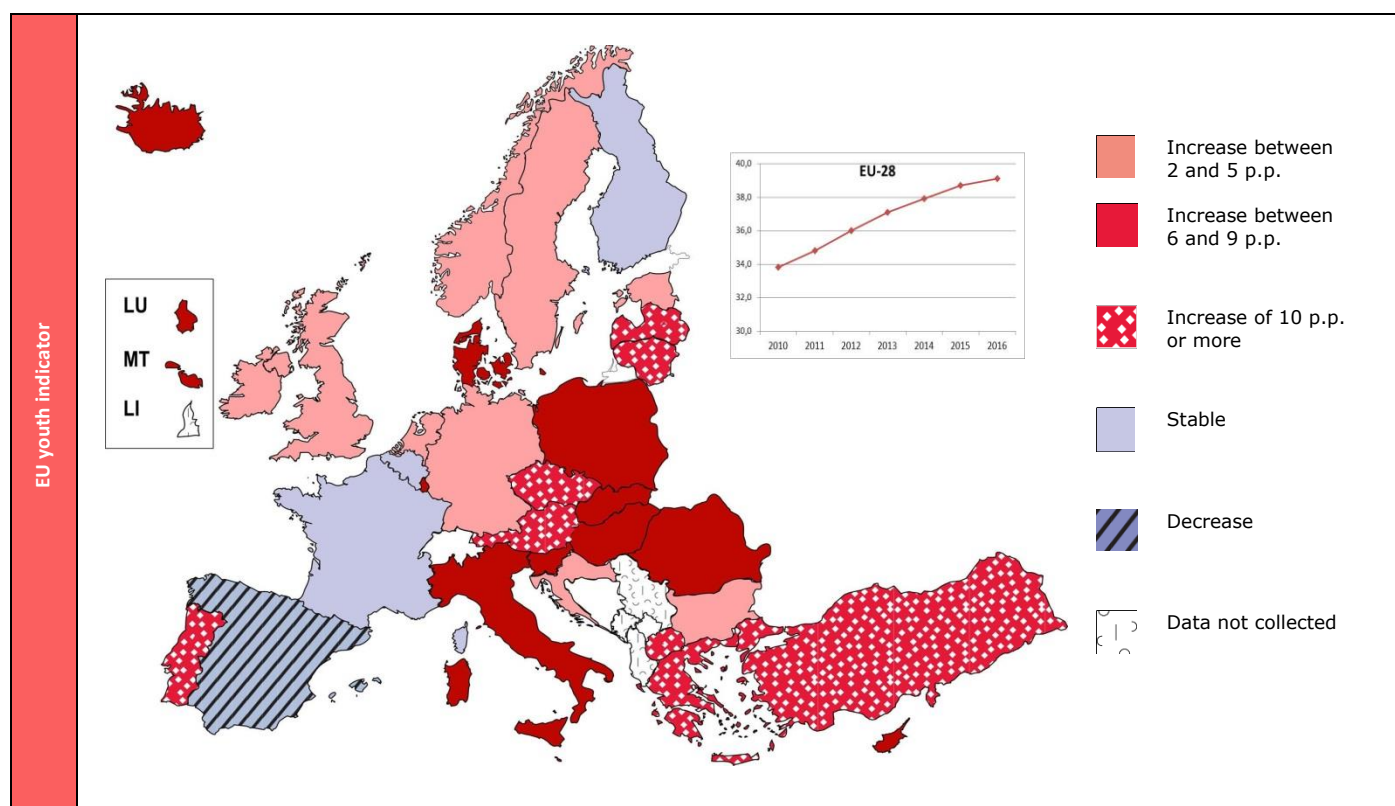 EU youth indicator
LU
MT
LI
EU-28
40,0
38,0
36,0
34,0
32,0
30,0
2010 2011 2012 2013 2014 2015 2016
Increase between
2 and 5 p.p.
Increase between
6 and 9 p.p.
Increase of 10 p.p.
or more
Stable
Decrease
Data not collected